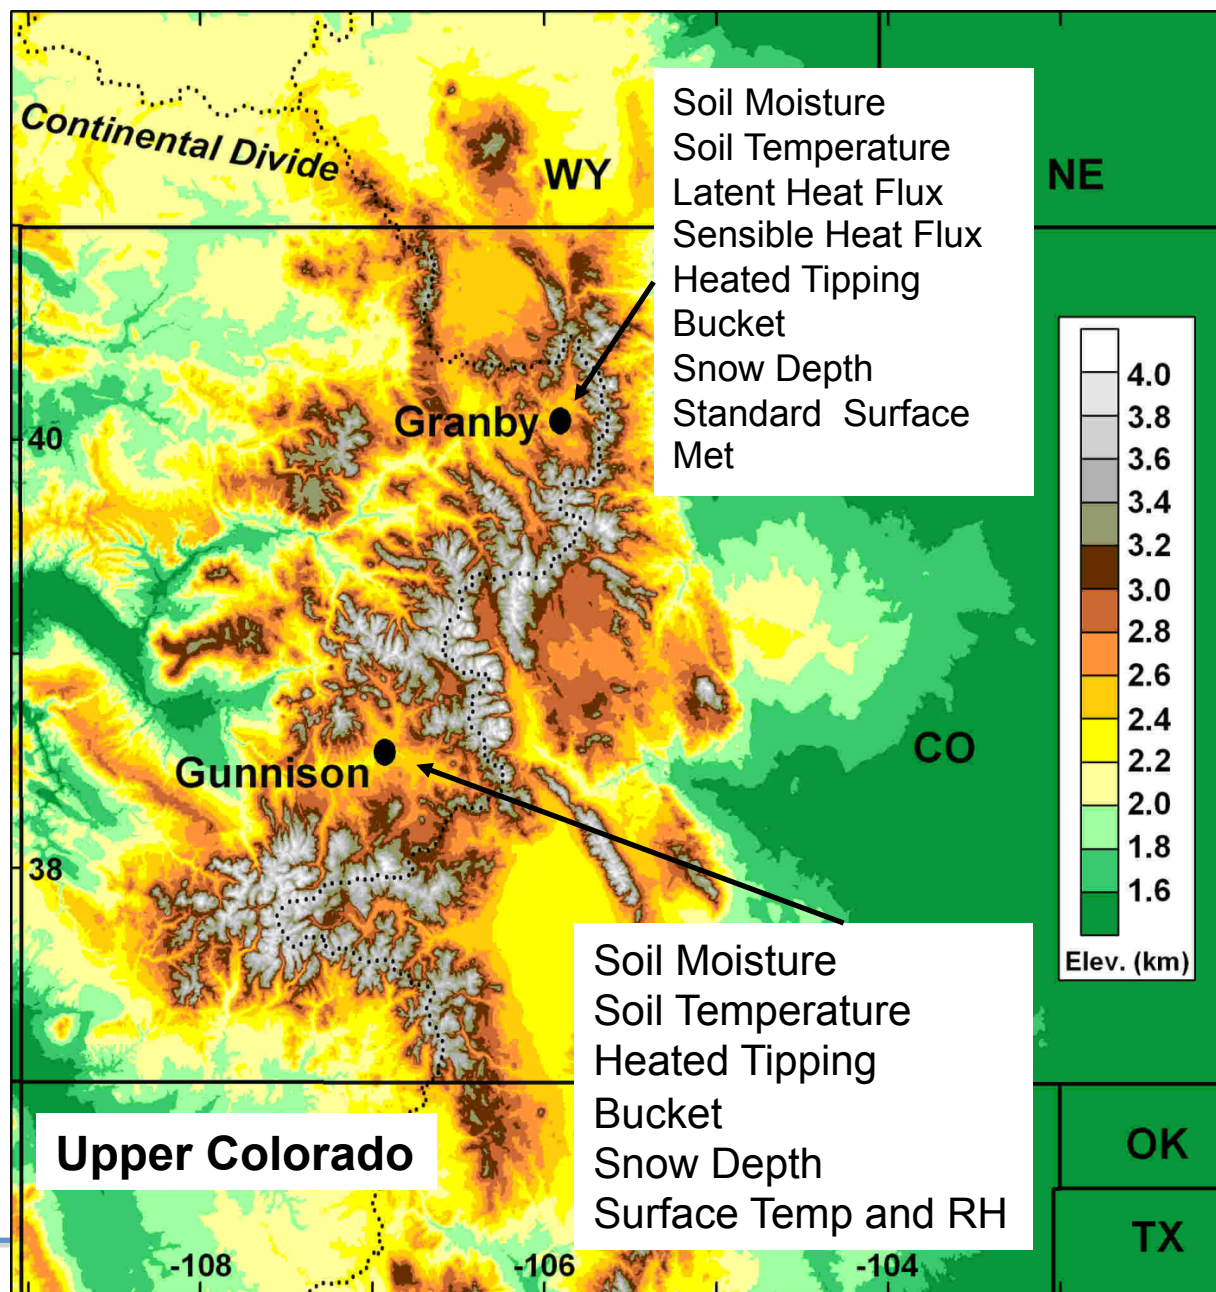 Continental Divide
WY
NE
Soil Moisture
Soil Temperature
Latent Heat Flux
Sensible Heat Flux
Heated Tipping
Bucket
Snow Depth
Standard Surface
Met
Granby
40
4.0
3.8
3.6
3.4
3.2
3.0
2.8
2.6
2.4
2.2
2.0
1.8
1.6
Elev. (km)
CO
Gunnison
38
Soil Moisture
Soil Temperature
Heated Tipping
Bucket
Snow Depth
Surface Temp and RH
Upper Colorado
OK
TX
-108
-106
-104